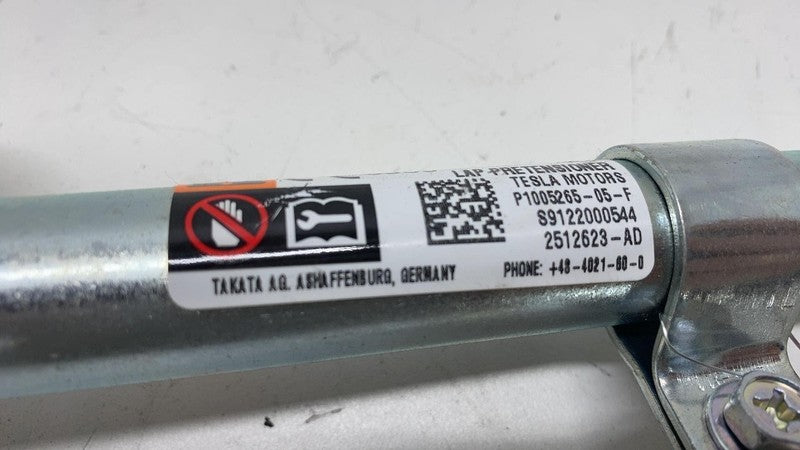 LAP PRETENSIONER
TESLA MOTORS
P1005265-05-F
S9122000544
2512623-AD
TAKATA AG. ASHAFFENBURG, GERMANY
PHONE: +48-4021-60-0